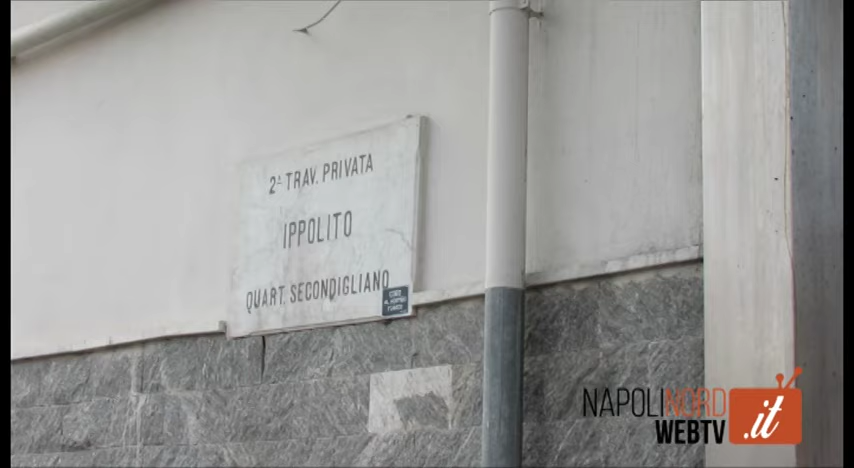 2ª TRAV. PRIVATA
IPPOLITO
QUART. SECONDIGLIANO
NAPOLINORD
WEBTV .it